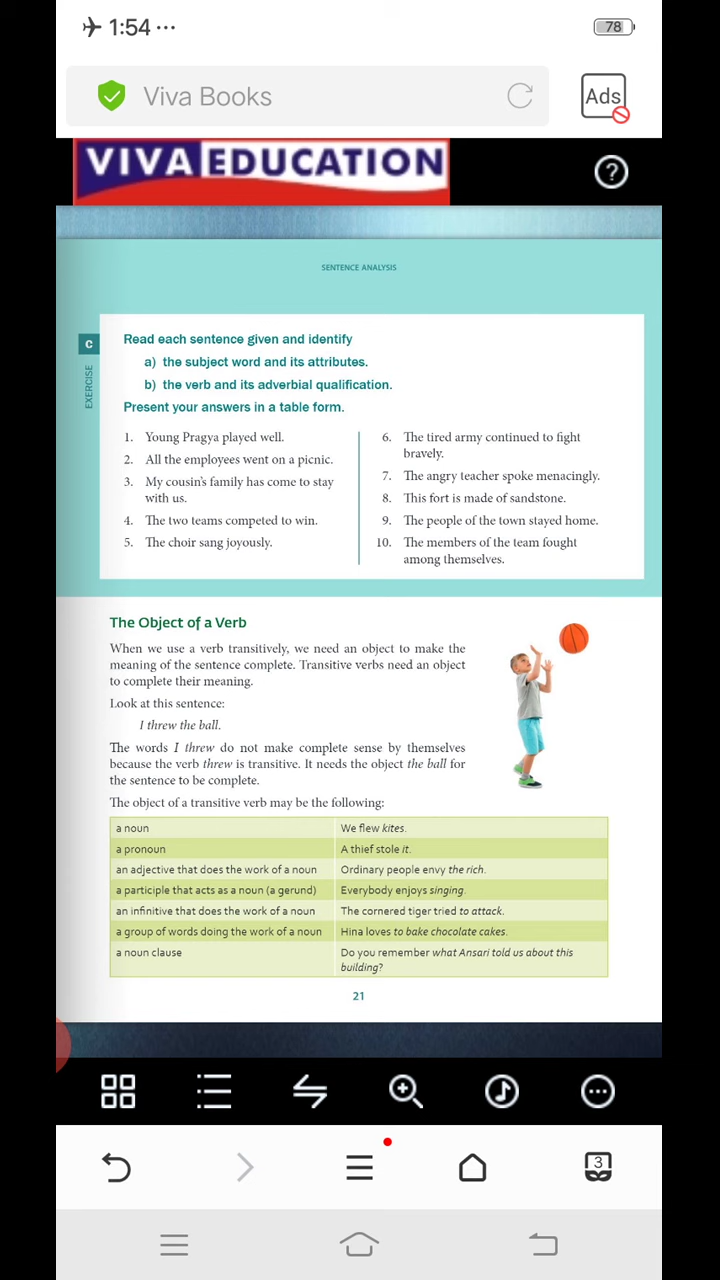 1:54 ...
78
Viva Books
Ads
VIVA EDUCATION
?
SENTENCE ANALYSIS
C
EXERCISE
Read each sentence given and identify
a) the subject word and its attributes.
b) the verb and its adverbial qualification.
Present your answers in a table form.
1. Young Pragya played well.
2. All the employees went on a picnic.
3. My cousin's family has come to stay
with us.
4. The two teams competed to win.
5. The choir sang joyously.
6. The tired army continued to fight
bravely.
7. The angry teacher spoke menacingly.
8. This fort is made of sandstone.
9. The people of the town stayed home.
10. The members of the team fought
among themselves.
The Object of a Verb
When we use a verb transitively, we need an object to make the
meaning of the sentence complete. Transitive verbs need an object
to complete their meaning.
Look at this sentence:
I threw the ball.
The words I threw do not make complete sense by themselves
because the verb threw is transitive. It needs the object the ball for
the sentence to be complete.
The object of a transitive verb may be the following:
a noun We flew kites.
a pronoun A thief stole it.
an adjective that does the work of a noun Ordinary people envy the rich.
a participle that acts as a noun (a gerund) Everybody enjoys singing.
an infinitive that does the work of a noun The cornered tiger tried to attack.
a group of words doing the work of a noun Hina loves to bake chocolate cakes.
a noun clause Do you remember what Ansari told us about this
building?
21
3